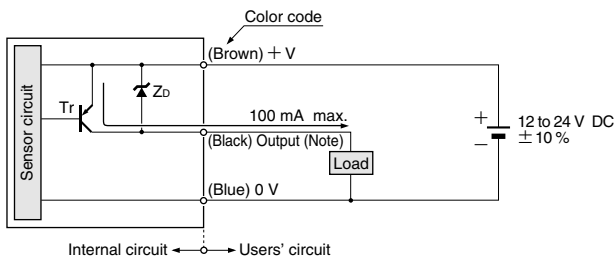 Color code
(Brown) + V
Sensor circuit
Tr
ZD
100 mA max.
(Black) Output (Note)
Load
+
−
12 to 24 V DC
± 10 %
(Blue) 0 V
Internal circuit
Users' circuit